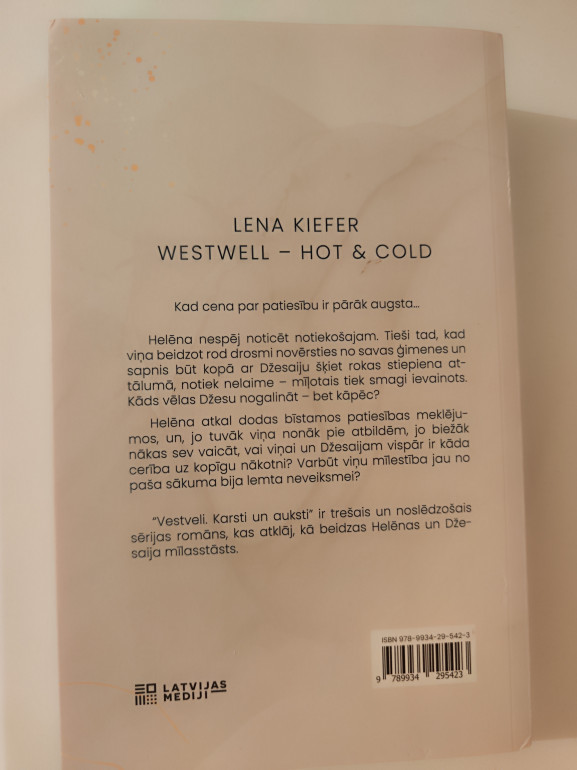 LENA KIEFER
WESTWELL – HOT & COLD
Kad cena par patiesību ir pārāk augsta...
Helēna nespēj noticēt notiekošajam. Tieši tad, kad
viņa beidzot rod drosmi novērsties no savas ģimenes un
sapnis būt kopā ar Džesaiju šķiet rokas stiepiena at-
tālumā, notiek nelaime – mīļotais tiek smagi ievainots.
Kāds vēlas Džesu nogalināt – bet kāpēc?
Helēna atkal dodas bīstamos patiesības meklēju-
mos, un, jo tuvāk viņa nonāk pie atbildēm, jo biežāk
nākas sev vaicāt, vai viņai un Džesaijam vispār ir kāda
cerība uz kopīgu nākotni? Varbūt viņu mīlestība jau no
paša sākuma bija lemta neveiksmei?
“Vestveli. Karsti un auksti” ir trešais un noslēdzošais
sērijas romāns, kas atklāj, kā beidzas Helēnas un Dže-
saija mīlasstāsts.
ISBN 978-9934-29-542-3
9 789934 295423
LATVIJAS
MEDIJI